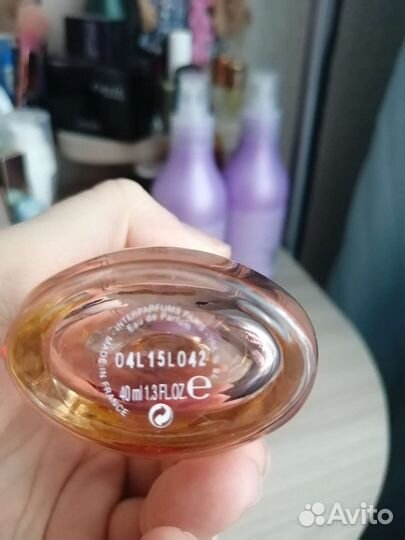 INTERPARFUMS PARIS
Eau de Parfum
04L15L042
40 ml 1.3 FL.OZ e
MADE IN FRANCE
Avito